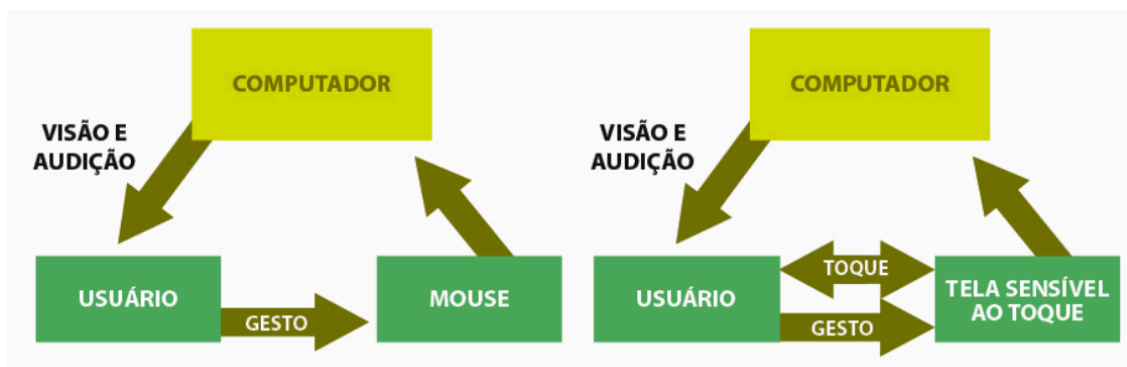 COMPUTADOR
VISÃO E
AUDIÇÃO
USUÁRIO
GESTO
MOUSE
COMPUTADOR
VISÃO E
AUDIÇÃO
USUÁRIO
TOQUE
GESTO
TELA SENSÍVEL
AO TOQUE